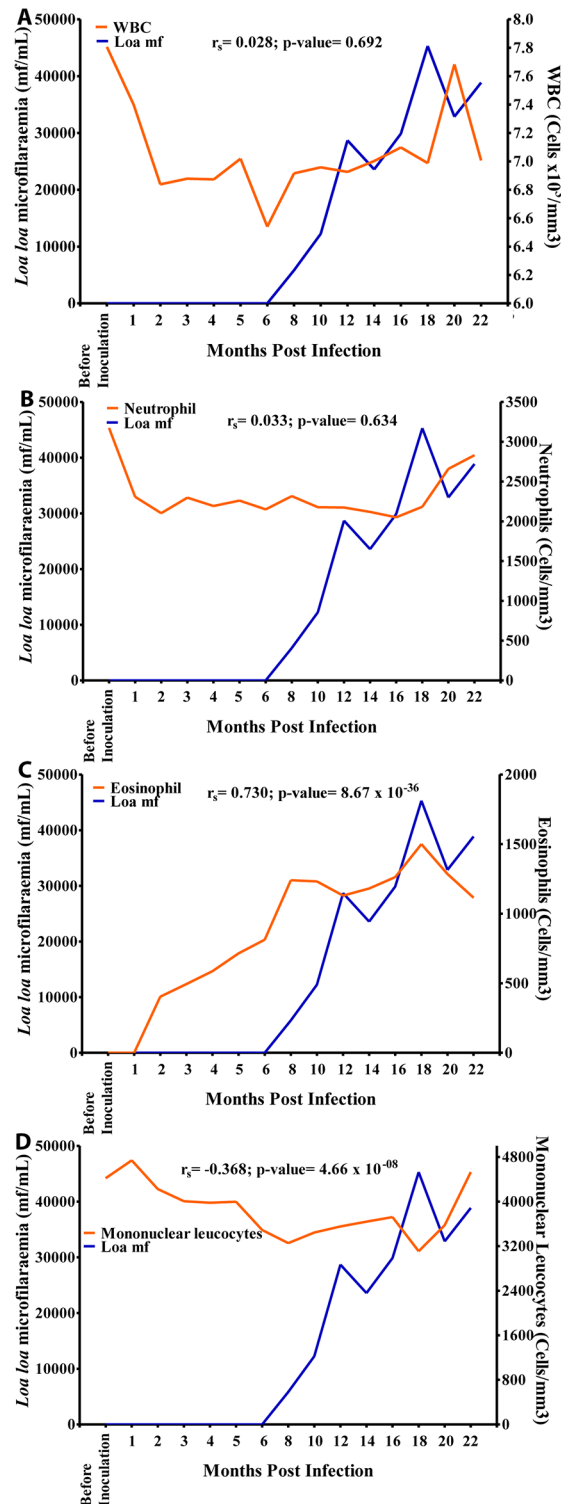 A
WBC
Loa mf
rs= 0.028; p-value= 0.692
Loa loa microfilaraemia (mf/mL)
50000
40000
30000
20000
10000
0
8.0
7.8
7.6
7.4
7.2
7.0
6.8
6.6
6.4
6.2
6.0
WBC (Cells x10³/mm3)
Before Inoculation
1 2 3 4 5 6 8 10 12 14 16 18 20 22
Months Post Infection
B
Neutrophil
Loa mf
rs= 0.033; p-value= 0.634
Loa loa microfilaraemia (mf/mL)
50000
40000
30000
20000
10000
0
3500
3000
2500
2000
1500
1000
500
0
Neutrophils (Cells/mm3)
Before Inoculation
1 2 3 4 5 6 8 10 12 14 16 18 20 22
Months Post Infection
C
Eosinophil
Loa mf
rs= 0.730; p-value= 8.67 x 10⁻³⁶
Loa loa microfilaraemia (mf/mL)
50000
40000
30000
20000
10000
0
2000
1500
1000
500
0
Eosinophils (Cells/mm3)
Before Inoculation
1 2 3 4 5 6 8 10 12 14 16 18 20 22
Months Post Infection
D
rs= -0.368; p-value= 4.66 x 10⁻⁰⁸
Mononuclear leucocytes
Loa mf
Loa loa microfilaraemia (mf/mL)
50000
40000
30000
20000
10000
0
4800
4000
3200
2400
1600
800
0
Mononuclear Leucocytes (Cells/mm3)
Before Inoculation
1 2 3 4 5 6 8 10 12 14 16 18 20 22
Months Post Infection